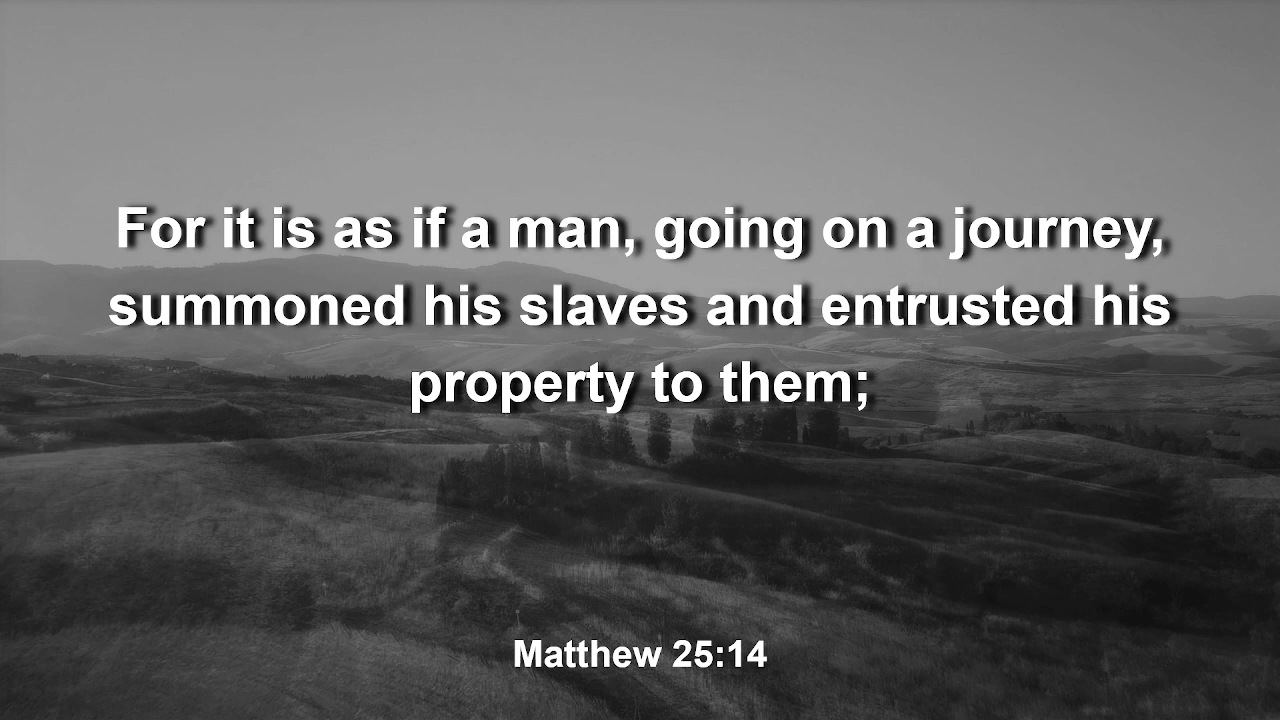 For it is as if a man, going on a journey,
summoned his slaves and entrusted his
property to them;
Matthew 25:14